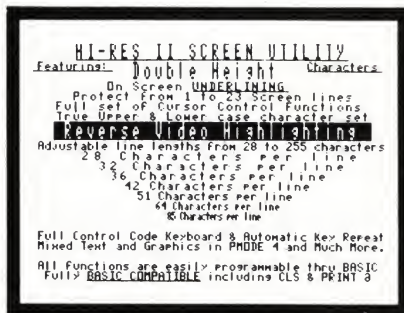 HI-RES II SCREEN UTILITY
Featuring: Double Height Characters
On Screen UNDERLINING
Protect from 1 to 23 Screen lines
Full set of Cursor Control Functions
True Upper & Lower case character set
Reverse Video Highlighting
Adjustable line lengths from 28 to 255 characters
28 Characters per line
32 Characters per line
36 Characters per line
42 Characters per line
51 Characters per line
64 Characters per line
85 Characters per line
Full Control Code Keyboard & Automatic Key Repeat
Mixed Text and Graphics in PMODE 4 and Much More.
All Functions are easily programmable thru BASIC
Fully BASIC COMPATIBLE including CLS & PRINT @